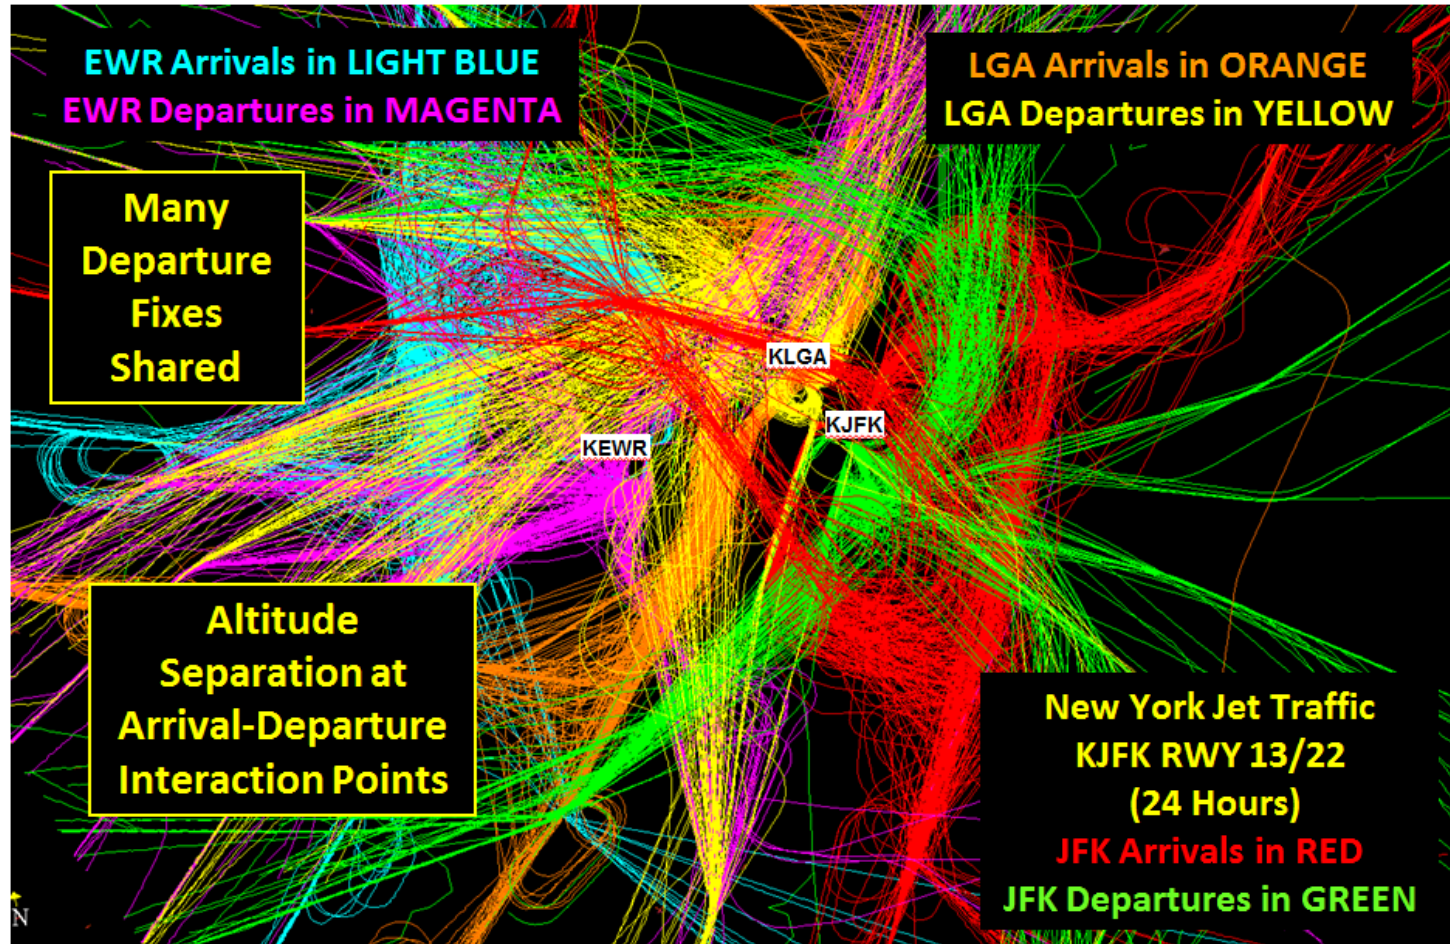 EWR Arrivals in LIGHT BLUE
EWR Departures in MAGENTA
LGA Arrivals in ORANGE
LGA Departures in YELLOW
Many
Departure
Fixes
Shared
KLGA
KJFK
KEWR
Altitude
Separation at
Arrival-Departure
Interaction Points
New York Jet Traffic
KJFK RWY 13/22
(24 Hours)
JFK Arrivals in RED
JFK Departures in GREEN
N